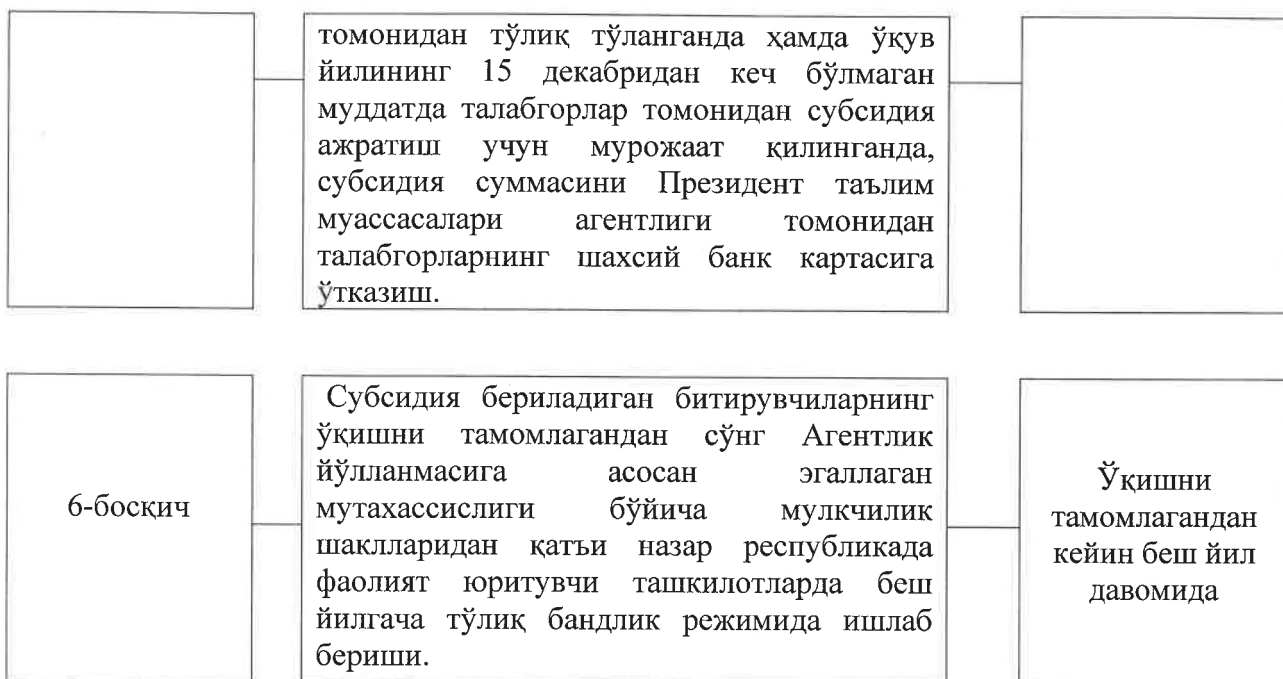 томонидан тўлиқ тўланганда ҳамда ўқув
йилининг 15 декабридан кеч бўлмаган
муддатда талабгорлар томонидан субсидия
ажратиш учун мурожаат қилинганда,
субсидия суммасини Президент таълим
муассасалари агентлиги томонидан
талабгорларнинг шахсий банк картасига
ўтказиш.
6-босқич
Субсидия бериладиган битирувчиларнинг
ўқишни тамомлагандан сўнг Агентлик
йўлланмасига асосан эгаллаган
мутахассислиги бўйича мулкчилик
шаклларидан қатъи назар республикада
фаолият юритувчи ташкилотларда беш
йилгача тўлиқ бандлик режимида ишлаб
бериши.
Ўқишни
тамомлагандан
кейин беш йил
давомида